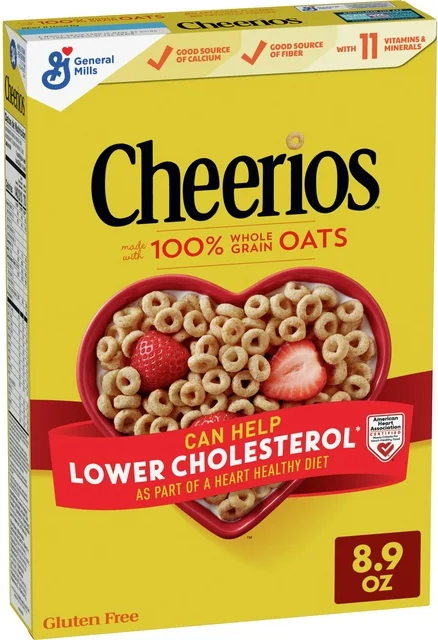 Cheerios
General
Mills
GOOD SOURCE
OF CALCIUM
GOOD SOURCE
OF FIBER
WITH 11 VITAMINS &
MINERALS
Cheerios
Cheerios
made
with 100% WHOLE
GRAIN OATS
CAN HELP
LOWER CHOLESTEROL*
AS PART OF A HEART HEALTHY DIET
American
Heart
Association
CERTIFIED
TM
8.9
OZ
Gluten Free